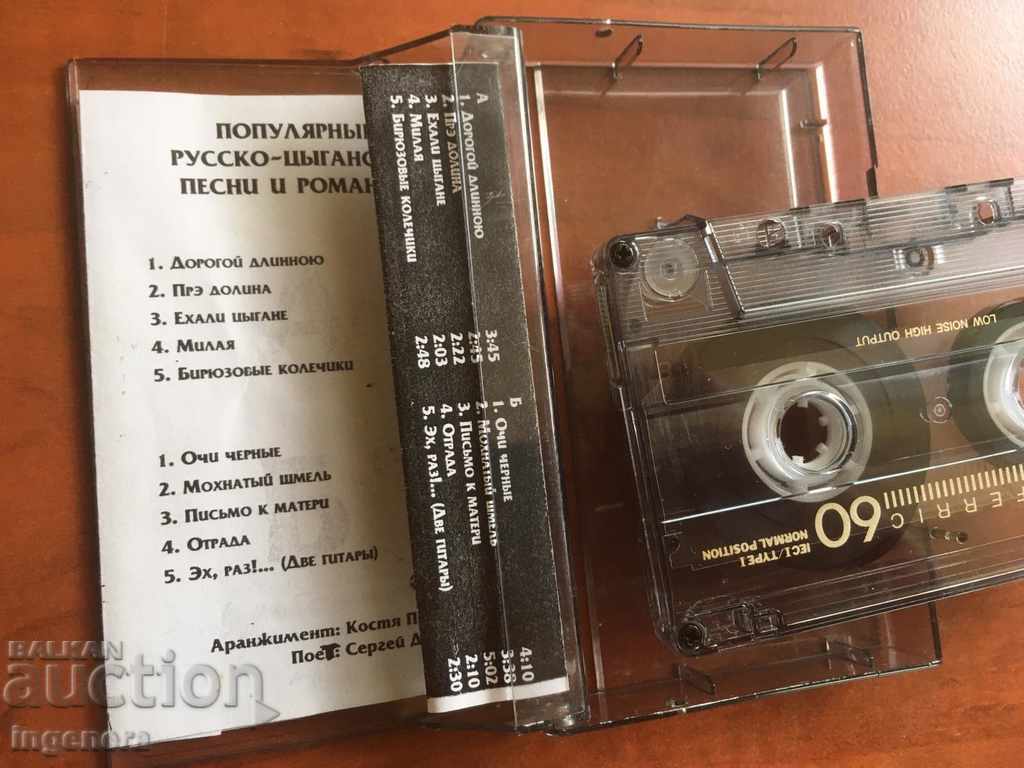 ПОПУЛЯРНЫ
РУССКО-ЦЫГАНС
ПЕСНИ И РОМАН
1. Дорогой длинною
2. Прэ долина
3. Ехали цыгане
4. Милая
5. Бирюзовые колечики
1. Очи черные
2. Мохнатый шмель
3. Письмо к матери
4. Отрада
5. Эх, раз!... (Две гитары)
Аранжимент: Костя П
Поет: Сергей Д
А
1. Дорогой длинною 3:45
2. Прэ долина 2:45
3. Ехали цыгане 2:22
4. Милая 2:03
5. Бирюзовые колечики 2:48
Б
1. Очи черные 4:10
2. Мохнатый шмель 3:38
3. Письмо к матери 5:02
4. Отрада 2:10
5. Эх, раз!... (Две гитары) 2:30
LOW NOISE HIGH OUTPUT
FERRIC 60
IEC I / TYPE I
NORMAL POSITION
BALKAN
auction
ingenora